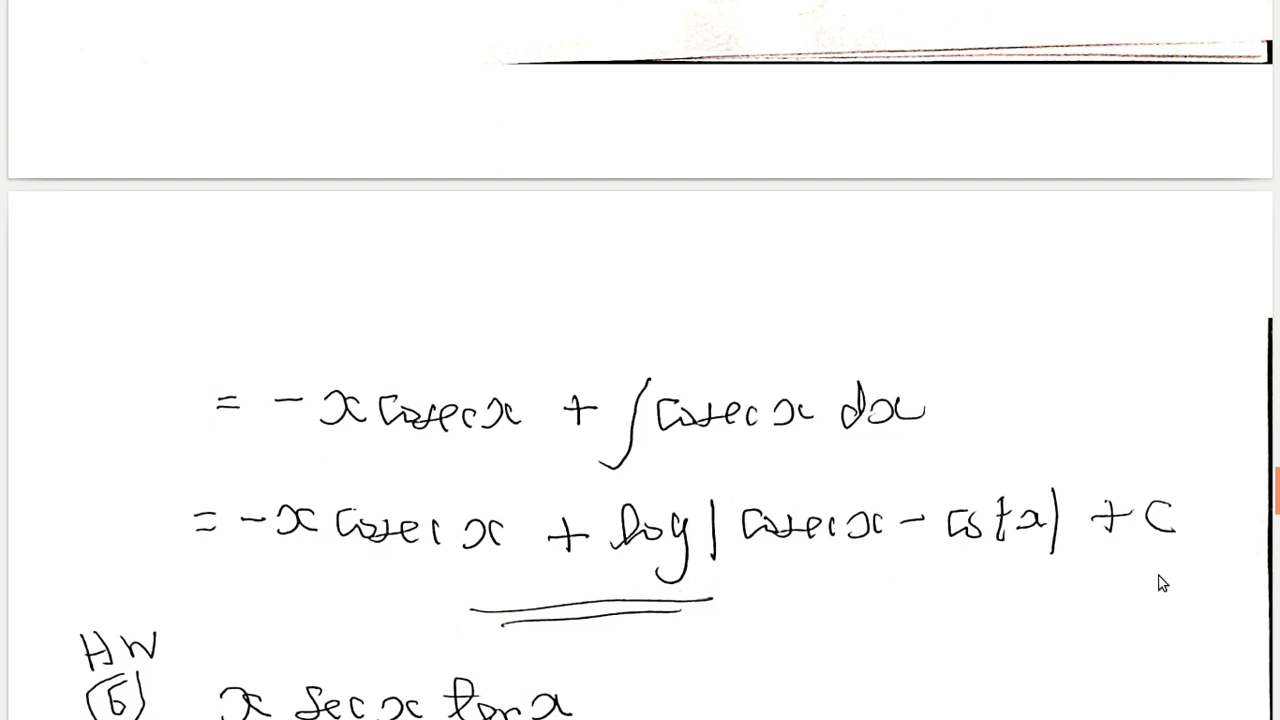 = - x cosec x + ∫ cosec x dx
= - x cosec x + log | cosec x - cot x | + C
HW
(6) x sec x tan x